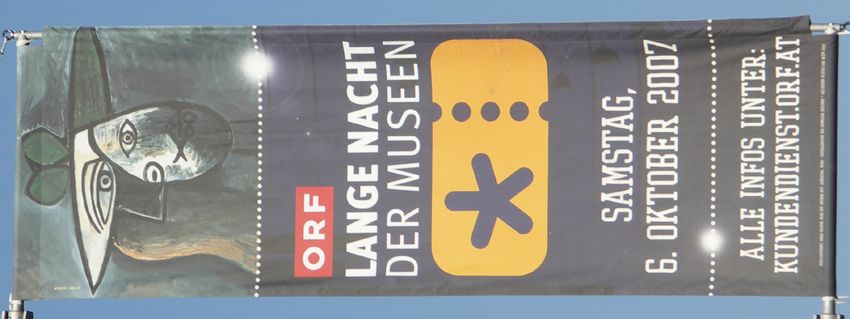 ORF
LANGE NACHT
DER MUSEEN
SAMSTAG,
6. OKTOBER 2007
ALLE INFOS UNTER:
KUNDENDIENST.ORF.AT